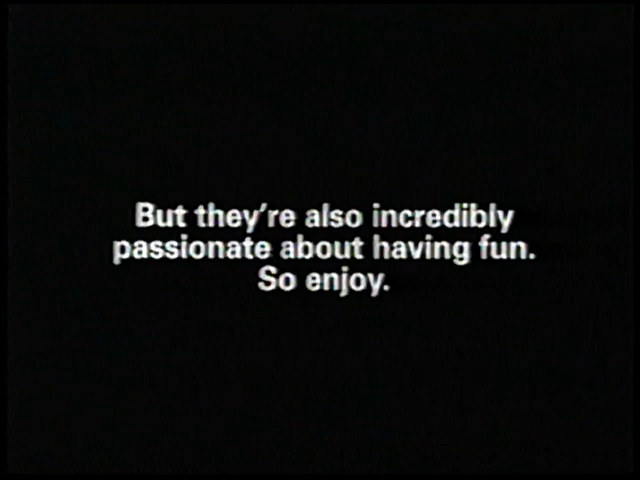 But they're also incredibly
passionate about having fun.
So enjoy.